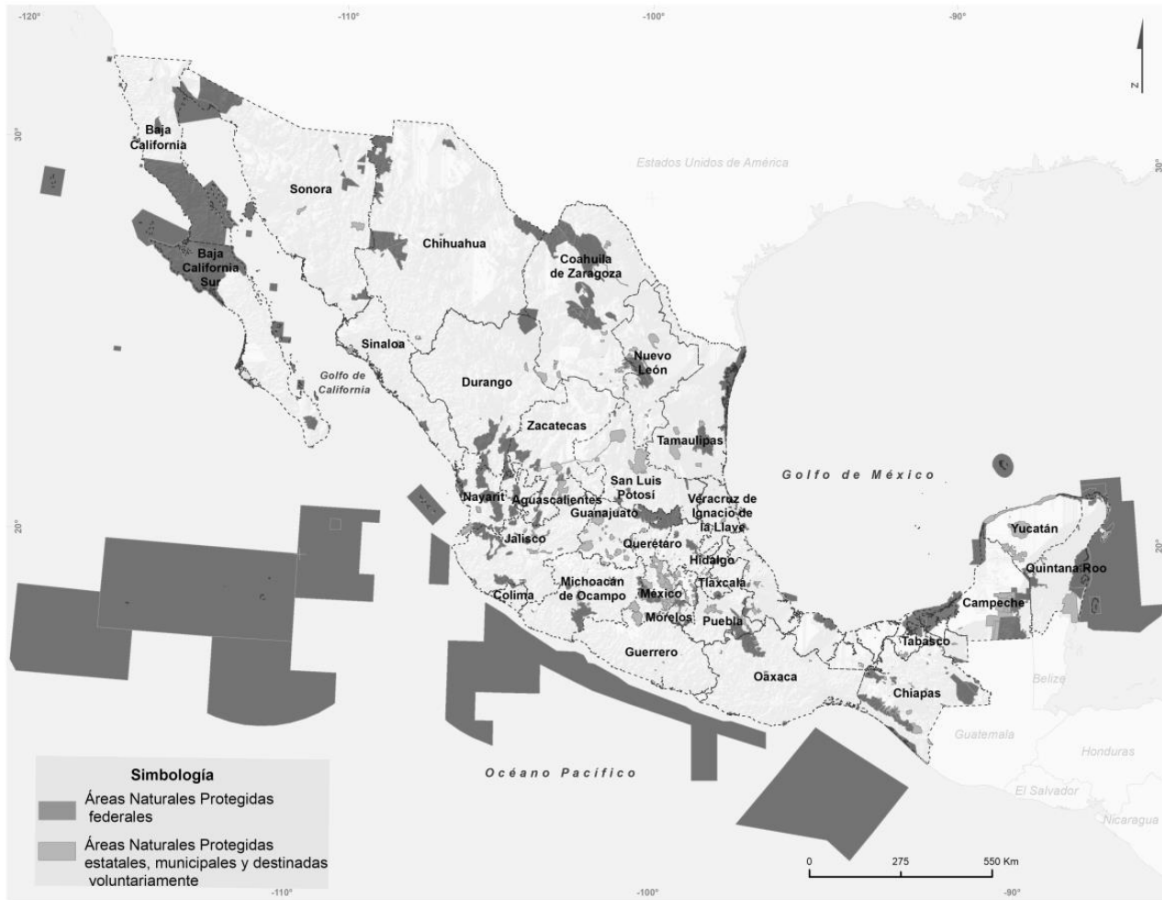 -120°
-110°
-100°
-90°
N
30°
30°
Baja
California
Estados Unidos de América
Sonora
Chihuahua
Coahuila
de Zaragoza
Baja
California
Sur
Sinaloa
Nuevo
León
Golfo de
California
Durango
Zacatecas
Tamaulipas
Golfo de México
San Luis
Potosí
Nayarit
Aguascalientes
Veracruz de
Ignacio de
la Llave
Guanajuato
20°
20°
Yucatán
Jalisco
Querétaro
Hidalgo
Quintana Roo
Michoacán
de Ocampo
Tlaxcala
Colima
México
Campeche
Morelos
Puebla
Tabasco
Guerrero
Oaxaca
Belize
Chiapas
Guatemala
Honduras
Océano Pacífico
El Salvador
Nicaragua
Simbología
Áreas Naturales Protegidas
federales
Áreas Naturales Protegidas
estatales, municipales y destinadas
voluntariamente
0 275 550 Km
-110°
-100°
-90°